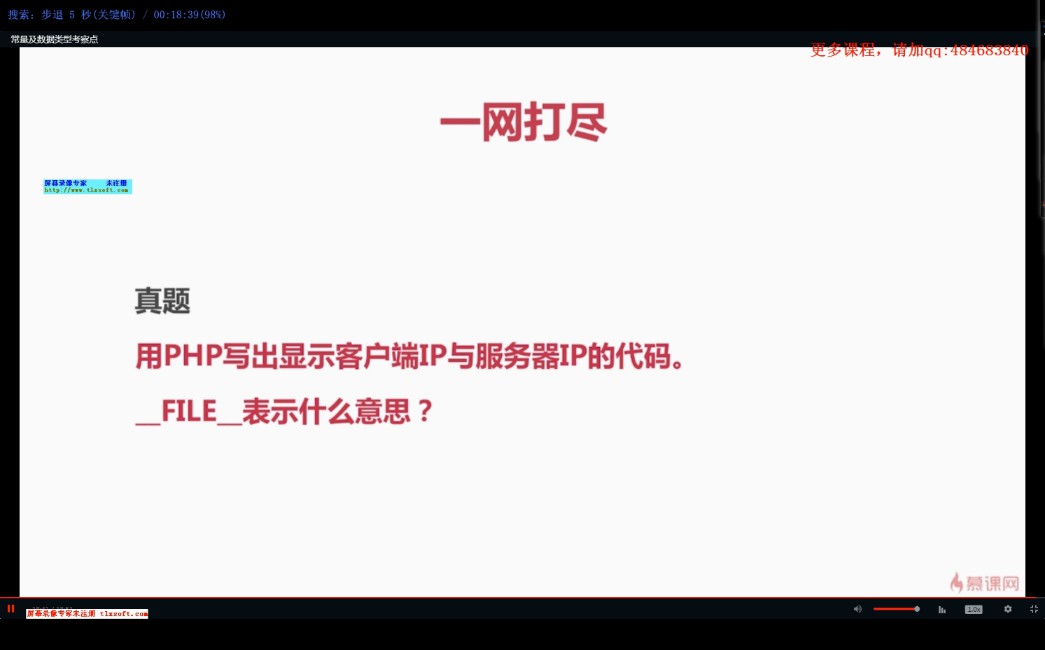 搜索: 步退 5 秒(关键帧) / 00:18:39(98%)
常量及数据类型考察点
更多课程，请加qq:484683840
一网打尽
屏幕录像专家 未注册
http://www.tlxsoft.com
真题
用PHP写出显示客户端IP与服务器IP的代码。
__FILE__表示什么意思？
慕课网
屏幕录像专家未注册 tlxsoft.com
1.0x